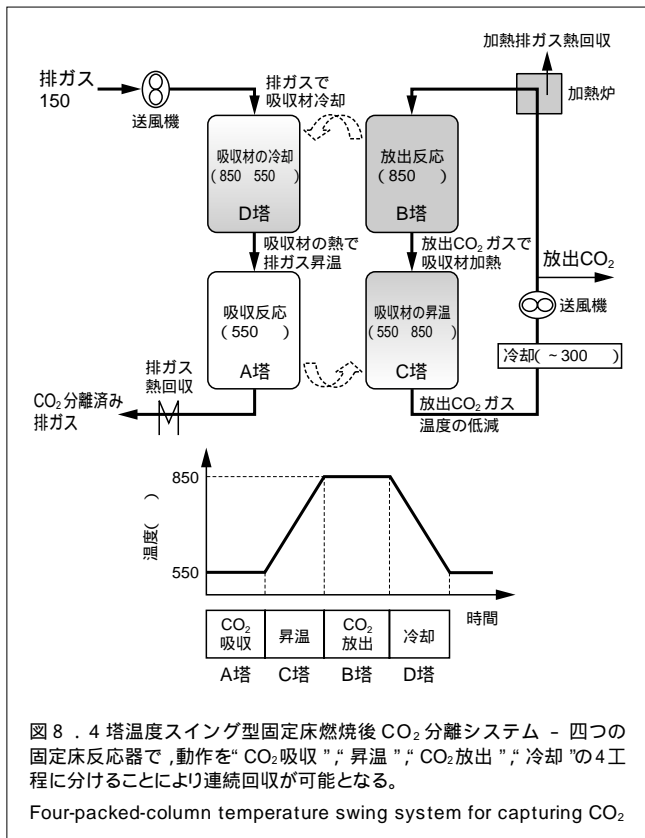 加熱排ガス熱回収
排ガス
150
送風機
排ガスで
吸収材冷却
加熱炉
吸収材の冷却
(850 550 )
D塔
放出反応
(850 )
B塔
吸収材の熱で
排ガス昇温
放出CO2ガスで
吸収材加熱
放出CO2
送風機
吸収反応
(550 )
A塔
吸収材の昇温
(550 850 )
C塔
冷却( ~300 )
排ガス
熱回収
CO2分離済み
排ガス
放出CO2ガス
温度の低減
850
550
温度( )
時間
CO2
吸収
昇温
CO2
放出
冷却
A塔 C塔 B塔 D塔
図8．4塔温度スイング型固定床燃焼後CO2分離システム － 四つの
固定床反応器で，動作を“CO2吸収”，“昇温”，“CO2放出”，“冷却”の4工
程に分けることにより連続回収が可能となる。
Four-packed-column temperature swing system for capturing CO2